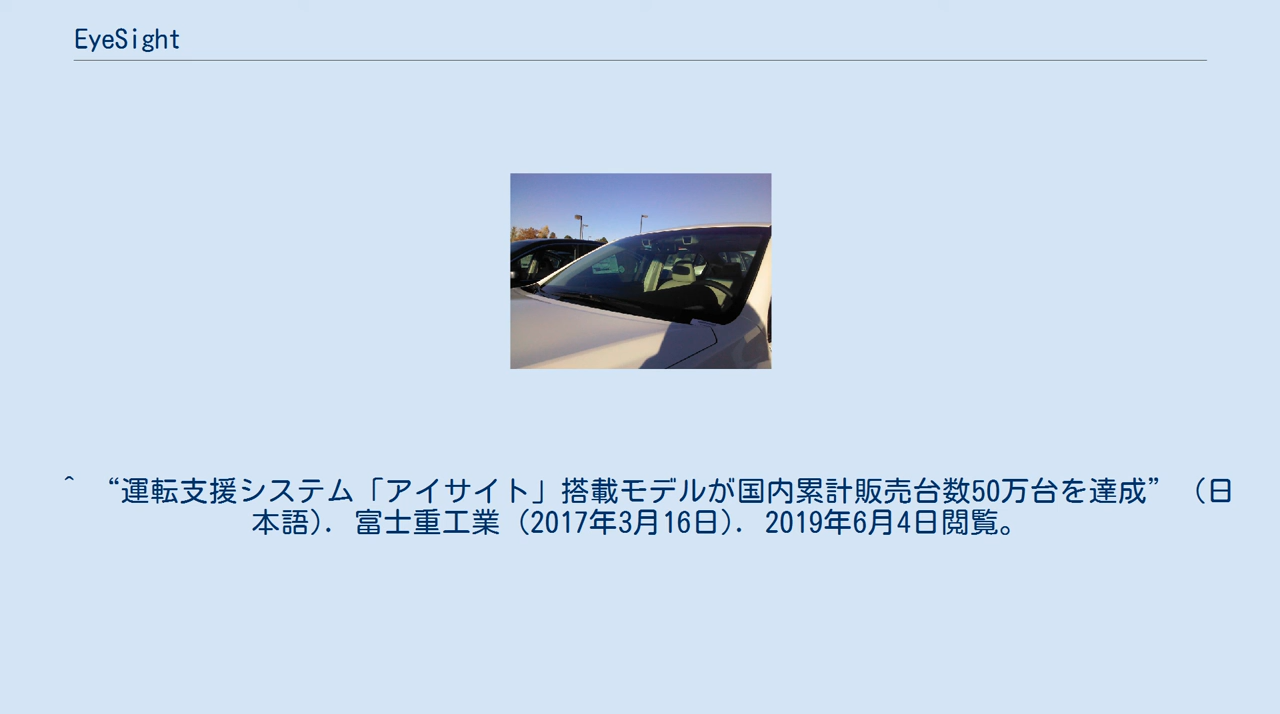 EyeSight
^ “運転支援システム「アイサイト」搭載モデルが国内累計販売台数50万台を達成” (日
本語). 富士重工業 (2017年3月16日). 2019年6月4日閲覧。